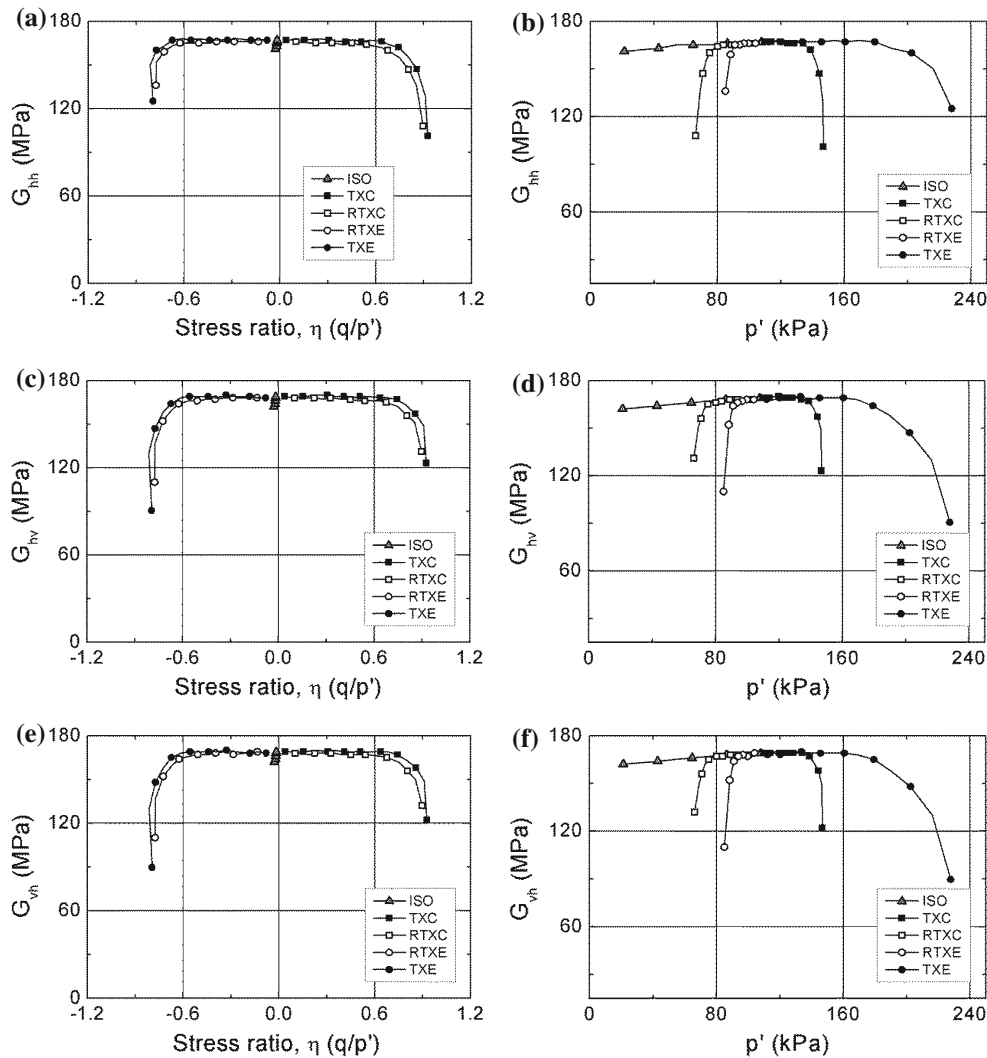 (a)
180
120
60
0
G_hh (MPa)
ISO
TXC
RTXC
RTXE
TXE
-1.2
-0.6
0.0
0.6
1.2
Stress ratio, η (q/p')
(b)
180
120
60
G_hh (MPa)
ISO
TXC
RTXC
RTXE
TXE
0
80
160
240
p' (kPa)
(c)
180
120
60
0
G_hv (MPa)
ISO
TXC
RTXC
RTXE
TXE
-1.2
-0.6
0.0
0.6
1.2
Stress ratio, η (q/p')
(d)
180
120
60
G_hv (MPa)
ISO
TXC
RTXC
RTXE
TXE
0
80
160
240
p' (kPa)
(e)
180
120
60
0
G_vh (MPa)
ISO
TXC
RTXC
RTXE
TXE
-1.2
-0.6
0.0
0.6
1.2
Stress ratio, η (q/p')
(f)
180
120
60
G_vh (MPa)
ISO
TXC
RTXC
RTXE
TXE
0
80
160
240
p' (kPa)